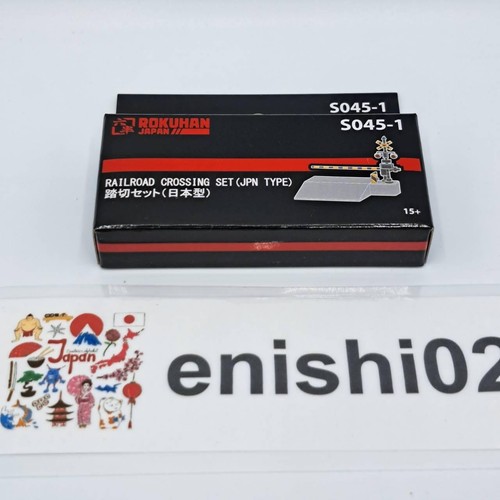 S045-1
ROKUHAN
JAPAN
S045-1
RAILROAD CROSSING SET(JPN TYPE)
踏切セット(日本型)
15+
Japan
enishi02